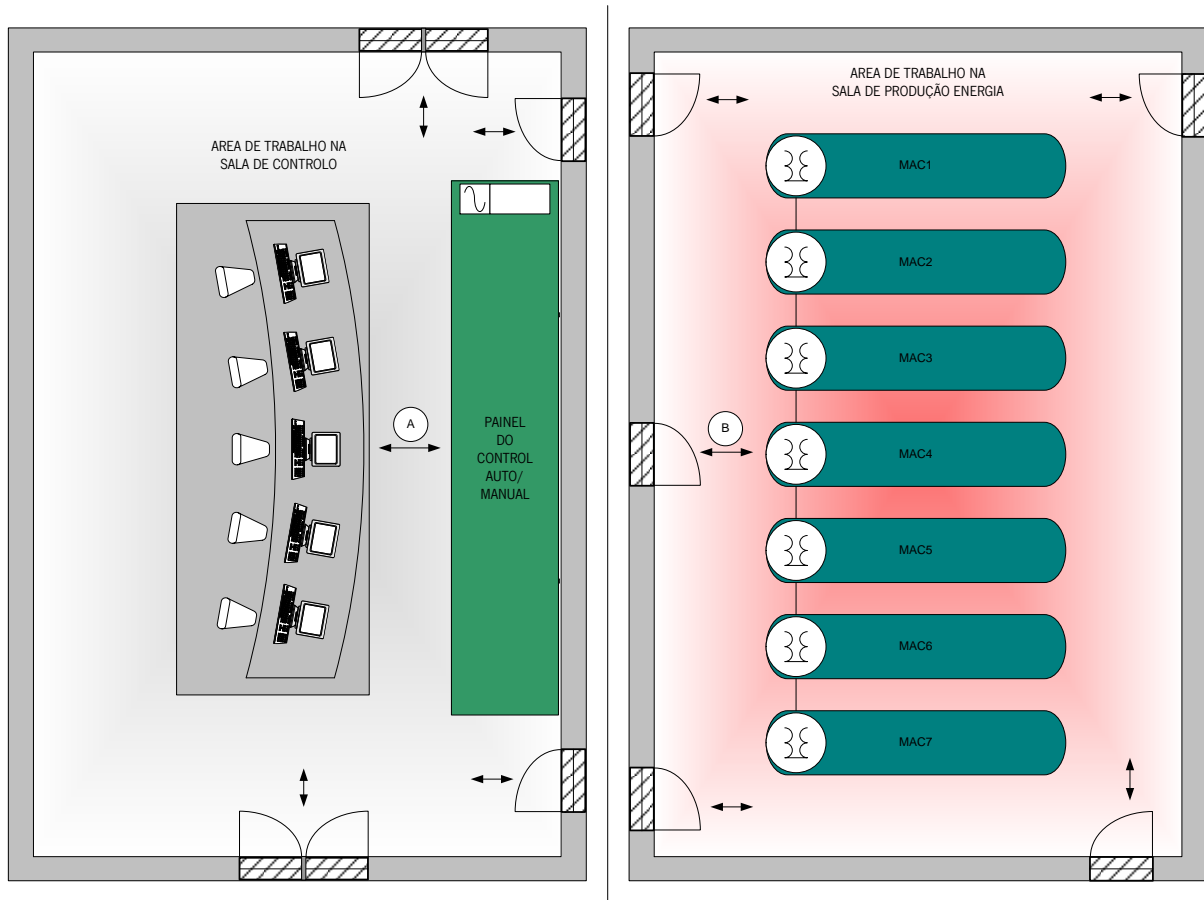 AREA DE TRABALHO NA
SALA DE CONTROLO
A
PAINEL
DO
CONTROL
AUTO/
MANUAL
AREA DE TRABALHO NA
SALA DE PRODUÇÃO ENERGIA
MAC1
MAC2
MAC3
B
MAC4
MAC5
MAC6
MAC7